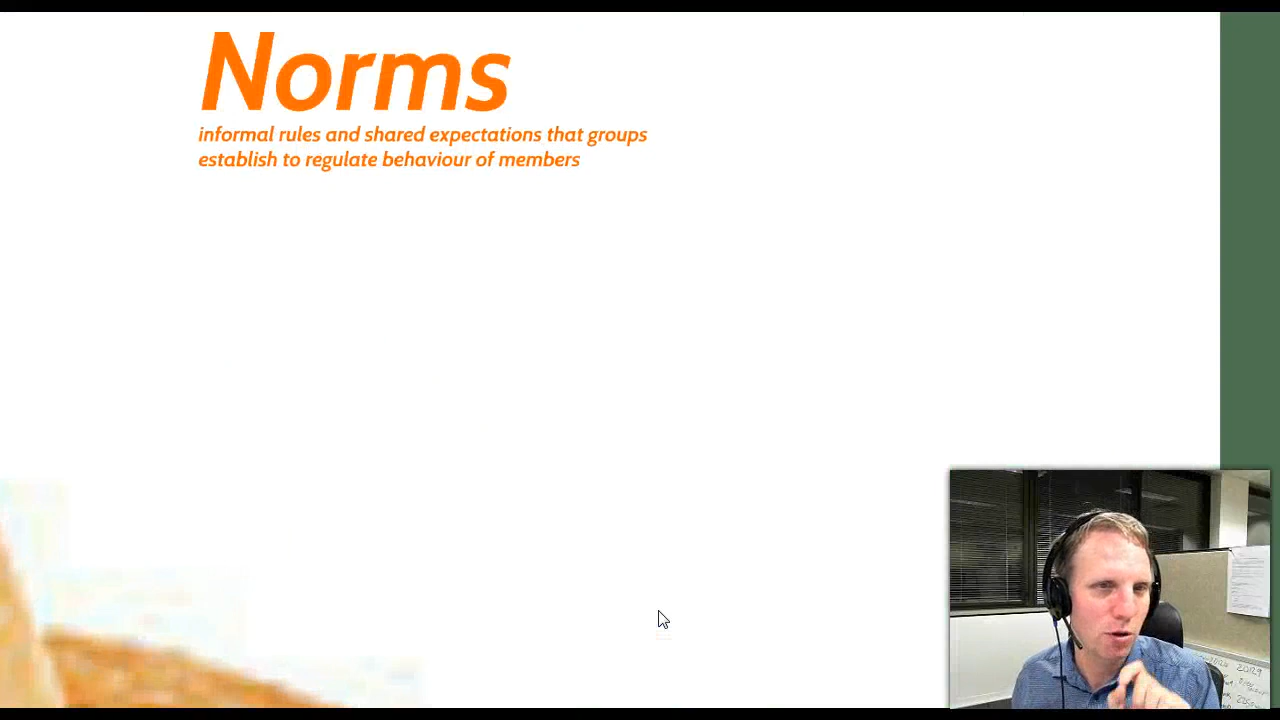 Norms
informal rules and shared expectations that groups
establish to regulate behaviour of members